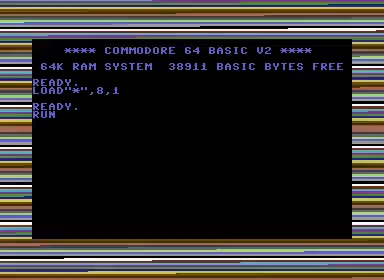 **** COMMODORE 64 BASIC V2 ****
64K RAM SYSTEM  38911 BASIC BYTES FREE
READY.
LOAD"*",8,1
READY.
RUN